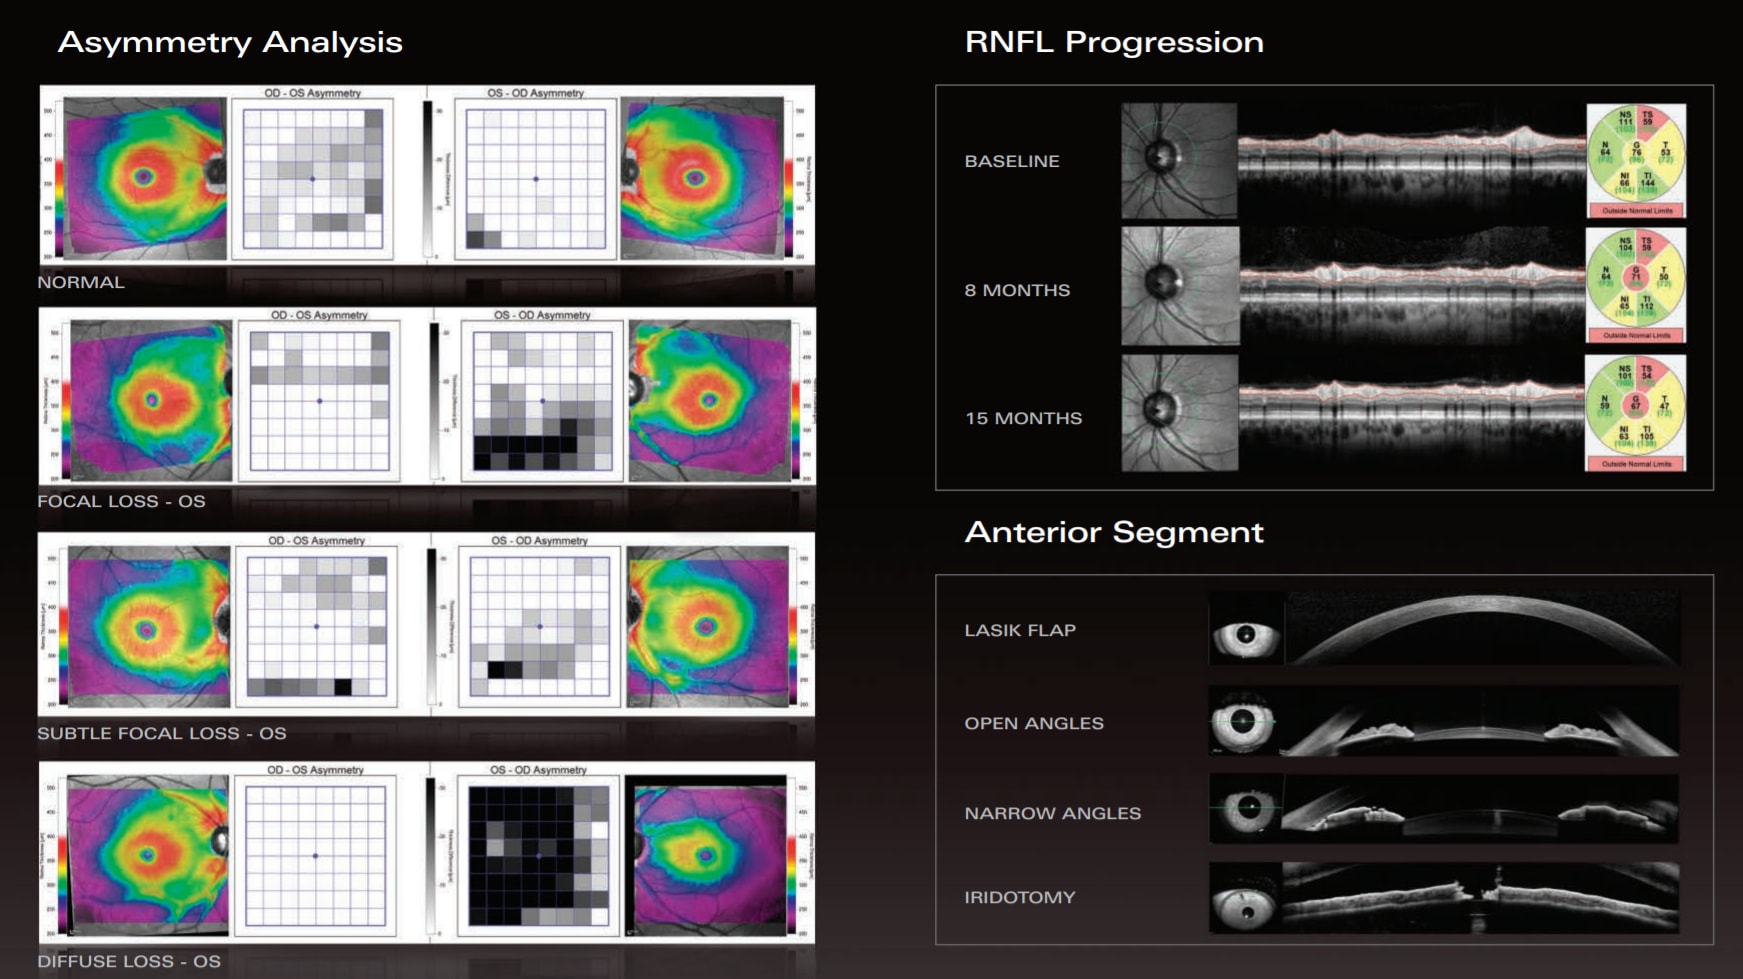 Asymmetry Analysis
OD - OS Asymmetry
OS - OD Asymmetry
NORMAL
OD - OS Asymmetry
OS - OD Asymmetry
FOCAL LOSS - OS
OD - OS Asymmetry
OS - OD Asymmetry
SUBTLE FOCAL LOSS - OS
OD - OS Asymmetry
OS - OD Asymmetry
DIFFUSE LOSS - OS
RNFL Progression
BASELINE
NS TS
111 59
N G T
64 76 53
NI TI
66 144
Outside Normal Limits
8 MONTHS
NS TS
104 59
N G T
64 71 50
NI TI
65 112
Outside Normal Limits
15 MONTHS
NS TS
101 54
N G T
59 67 47
NI TI
63 105
Outside Normal Limits
Anterior Segment
LASIK FLAP
OPEN ANGLES
NARROW ANGLES
IRIDOTOMY